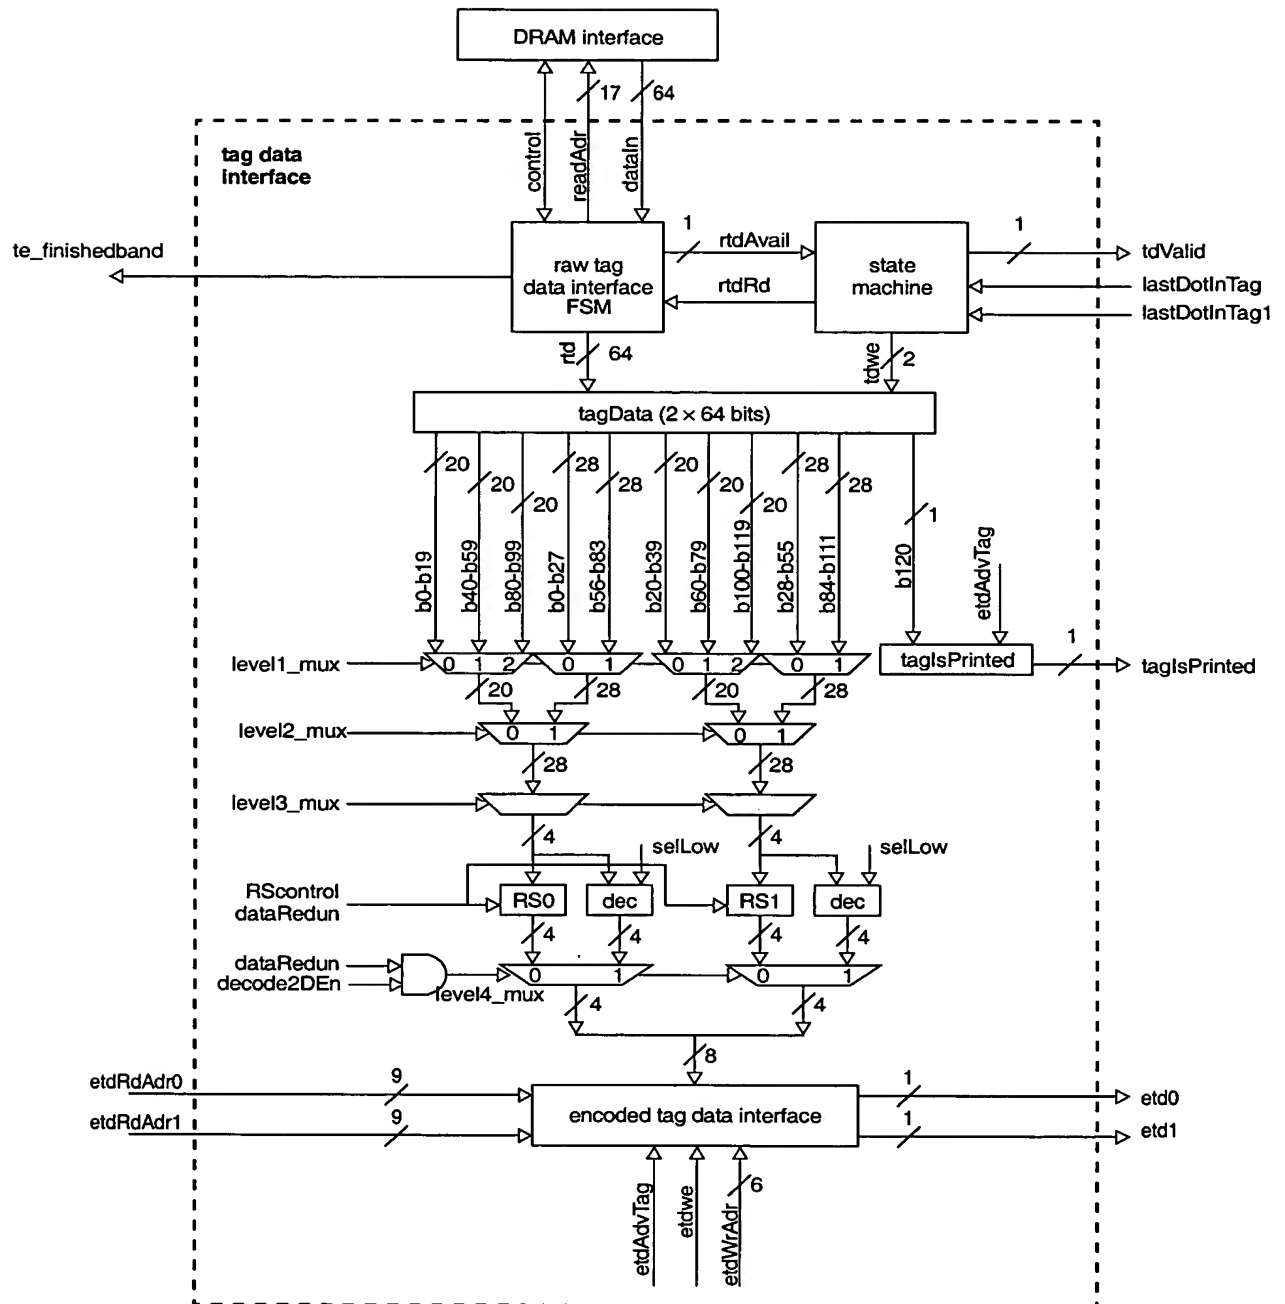 DRAM interface
17
64
control
readAdr
dataIn
tag data
interface
te_finishedband
raw tag
data interface
FSM
1
rtdAvail
rtdRd
state
machine
1
tdValid
lastDotInTag
lastDotInTag1
rtd
64
tdwe
2
tagData (2 × 64 bits)
20
20
20
28
28
20
20
20
28
28
1
b0-b19
b40-b59
b80-b99
b0-b27
b56-b83
b20-b39
b60-b79
b100-b119
b28-b55
b84-b111
b120
etdAdvTag
level1_mux
0 1 2
0 1
0 1 2
0 1
tagIsPrinted
1
tagIsPrinted
20
28
20
28
level2_mux
0 1
0 1
28
28
level3_mux
4
4
selLow
selLow
RScontrol
dataRedun
RS0
dec
RS1
dec
4
4
4
4
dataRedun
decode2DEn
level4_mux
0 1
0 1
4
4
8
etdRdAdr0
9
etdRdAdr1
9
encoded tag data interface
1
etd0
1
etd1
etdAdvTag
etdwe
etdWrAdr
6